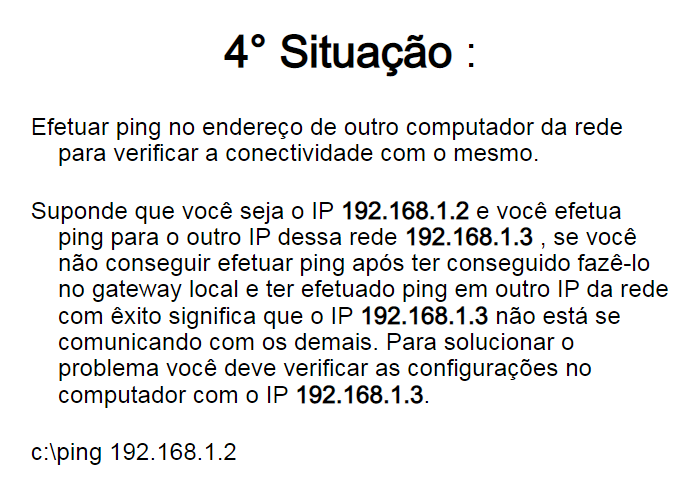 4° Situação :
Efetuar ping no endereço de outro computador da rede
para verificar a conectividade com o mesmo.
Suponde que você seja o IP 192.168.1.2 e você efetua
ping para o outro IP dessa rede 192.168.1.3 , se você
não conseguir efetuar ping após ter conseguido fazê-lo
no gateway local e ter efetuado ping em outro IP da rede
com êxito significa que o IP 192.168.1.3 não está se
comunicando com os demais. Para solucionar o
problema você deve verificar as configurações no
computador com o IP 192.168.1.3.
c:\ping 192.168.1.2